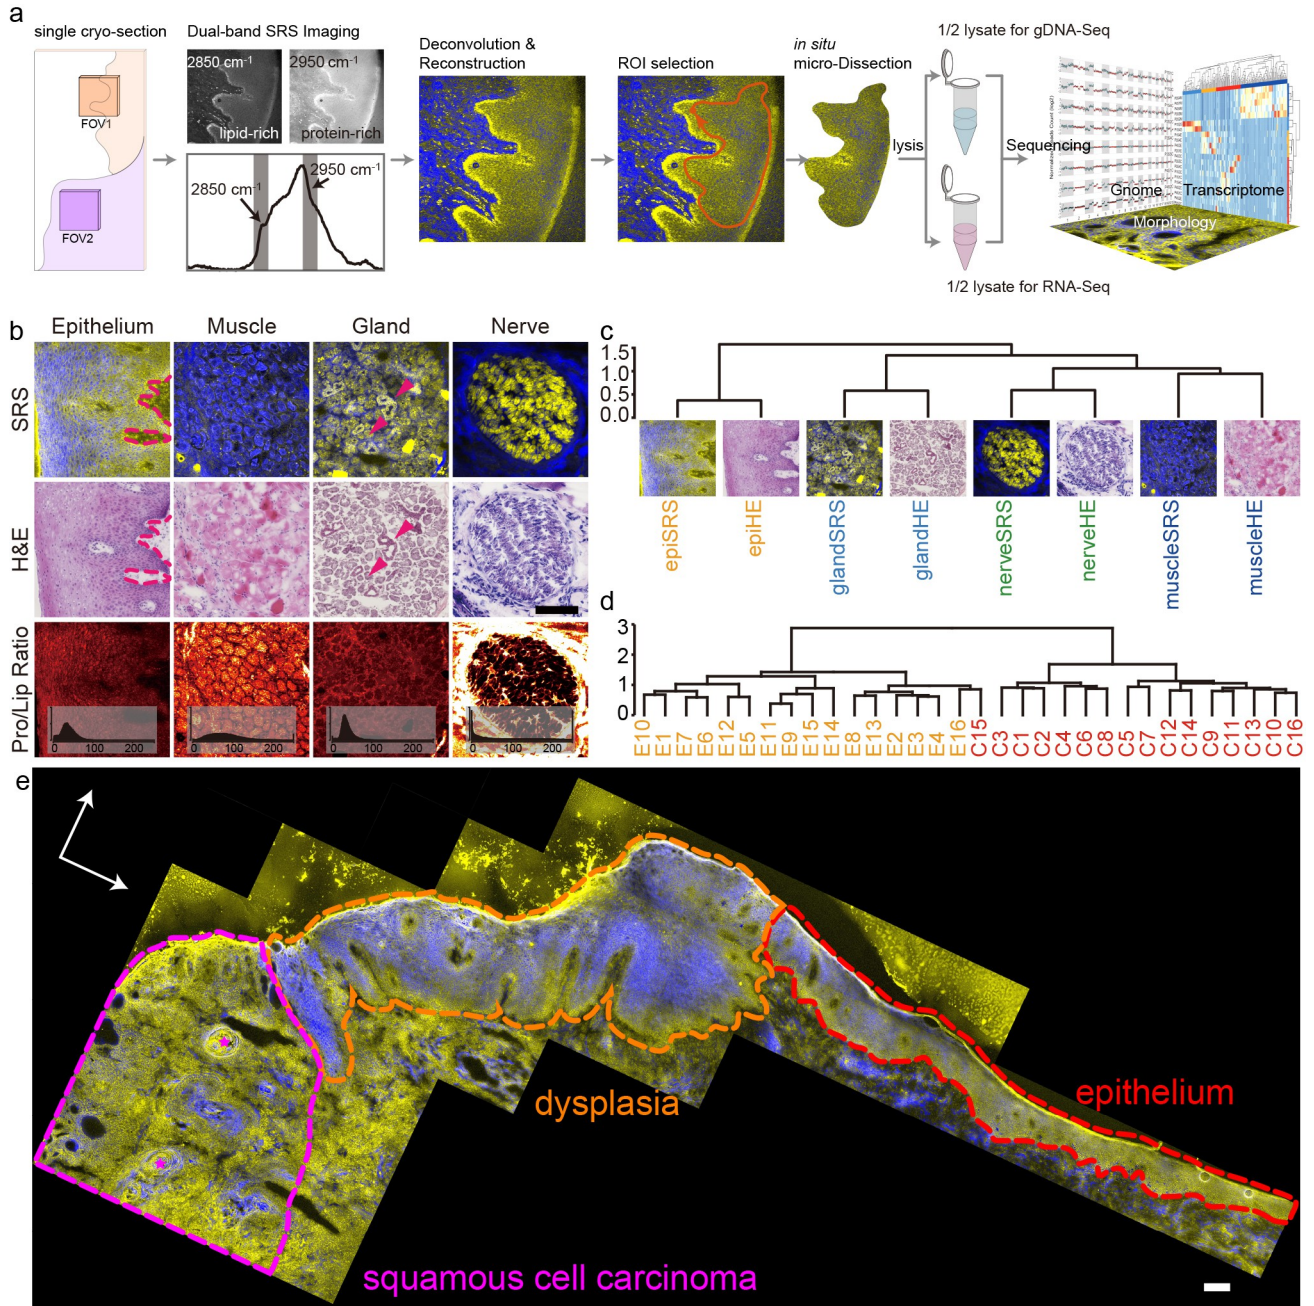 a
single cryo-section
FOV1
FOV2
Dual-band SRS Imaging
2850 cm⁻¹
lipid-rich
2950 cm⁻¹
protein-rich
2850 cm⁻¹
2950 cm⁻¹
Deconvolution &
Reconstruction
ROI selection
in situ
micro-Dissection
lysis
1/2 lysate for gDNA-Seq
1/2 lysate for RNA-Seq
Sequencing
Gnome
Transcriptome
Morphology
b
Epithelium Muscle Gland Nerve
SRS
H&E
Pro/Lip Ratio
0 100 200
0 100 200
0 100 200
0 100 200
c
1.5
1.0
0.5
0.0
epiSRS
epiHE
glandSRS
glandHE
nerveSRS
nerveHE
muscleSRS
muscleHE
d
3
2
1
0
E10
E1
E7
E6
E12
E5
E11
E9
E15
E14
E8
E13
E2
E3
E4
E16
C15
C3
C1
C2
C4
C6
C8
C5
C7
C12
C14
C9
C11
C13
C10
C16
e
dysplasia
epithelium
squamous cell carcinoma